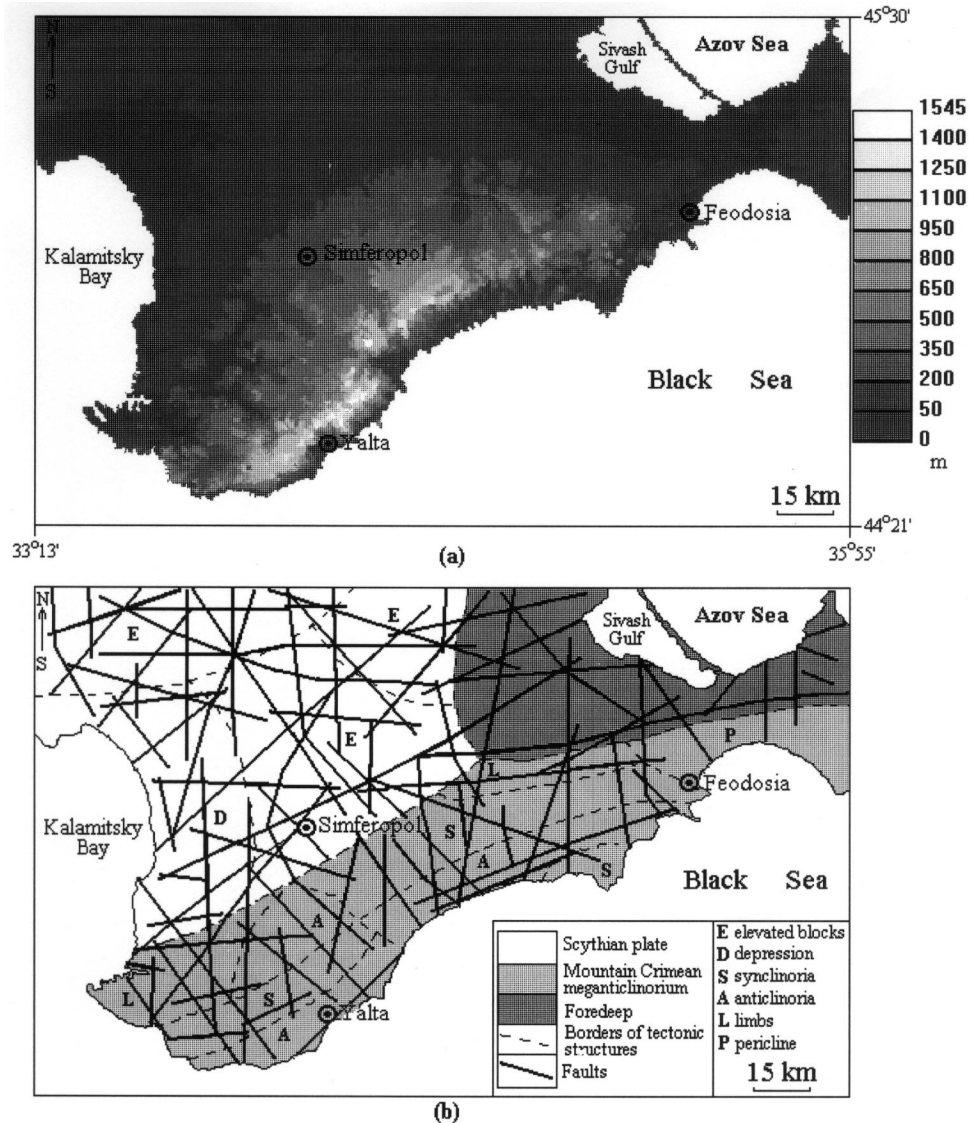 N
S
Sivash
Gulf
Azov Sea
45°30'
Kalamitsky
Bay
Simferopol
Feodosia
Black Sea
Yalta
15 km
1545
1400
1250
1100
950
800
650
500
350
200
50
0
m
44°21'
33°13'
35°55'
(a)
N
S
E
E
Sivash
Gulf
Azov Sea
E
P
L
Feodosia
Kalamitsky
Bay
D
Simferopol
S
A
S
Black Sea
A
L
S
A
Yalta
Scythian plate
Mountain Crimean
meganticlinorium
Foredeep
Borders of tectonic
structures
Faults
E elevated blocks
D depression
S synclinoria
A anticlinoria
L limbs
P pericline
15 km
(b)